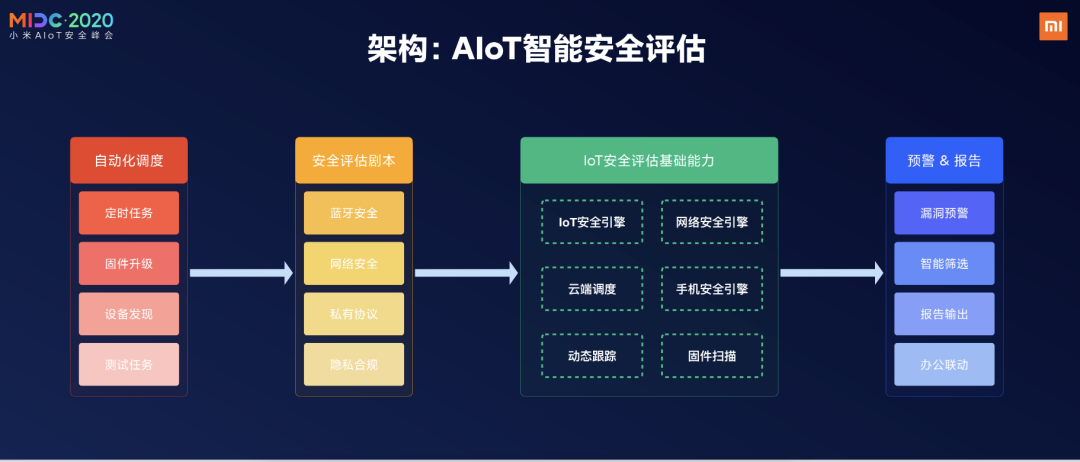 MIDC·2020
小米AIoT安全峰会
mi
架构：AIoT智能安全评估
自动化调度
定时任务
固件升级
设备发现
测试任务
安全评估剧本
蓝牙安全
网络安全
私有协议
隐私合规
IoT安全评估基础能力
IoT安全引擎
网络安全引擎
云端调度
手机安全引擎
动态跟踪
固件扫描
预警 & 报告
漏洞预警
智能筛选
报告输出
办公联动